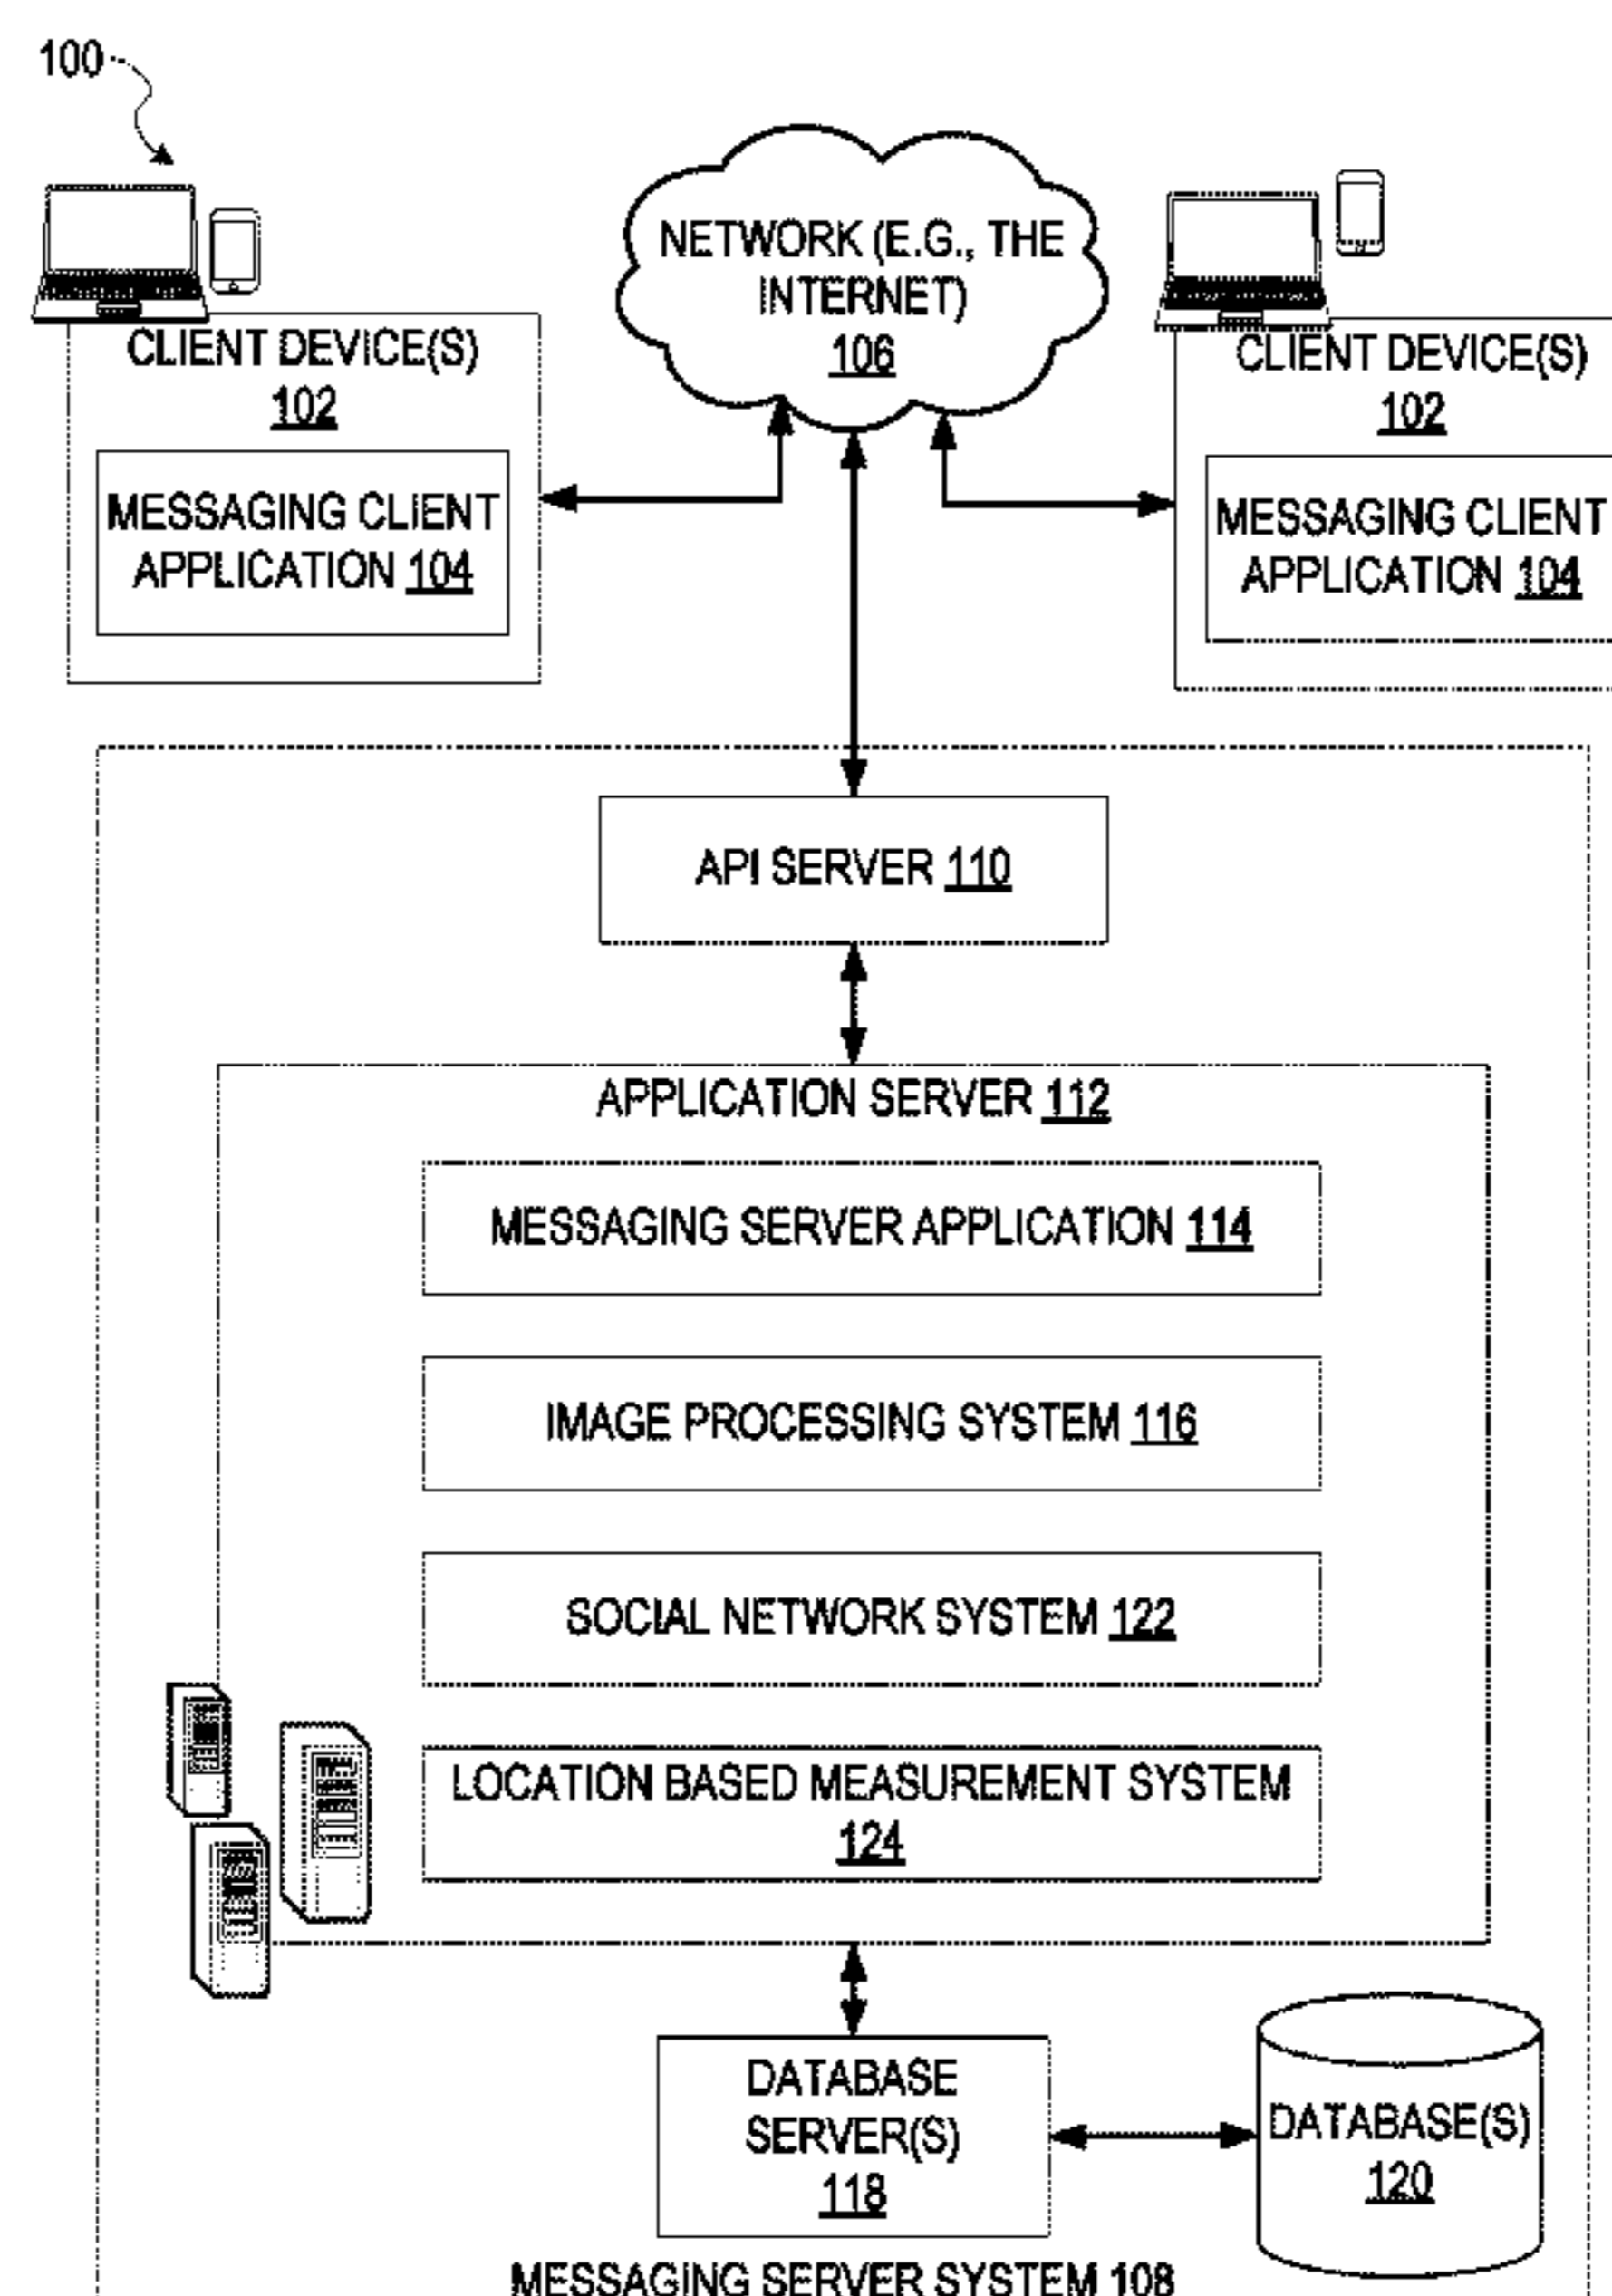 100
NETWORK (E.G., THE
INTERNET)
106
CLIENT DEVICE(S)
102
MESSAGING CLIENT
APPLICATION 104
CLIENT DEVICE(S)
102
MESSAGING CLIENT
APPLICATION 104
API SERVER 110
APPLICATION SERVER 112
MESSAGING SERVER APPLICATION 114
IMAGE PROCESSING SYSTEM 116
SOCIAL NETWORK SYSTEM 122
LOCATION BASED MEASUREMENT SYSTEM
124
DATABASE
SERVER(S)
118
DATABASE(S)
120
MESSAGING SERVER SYSTEM 108